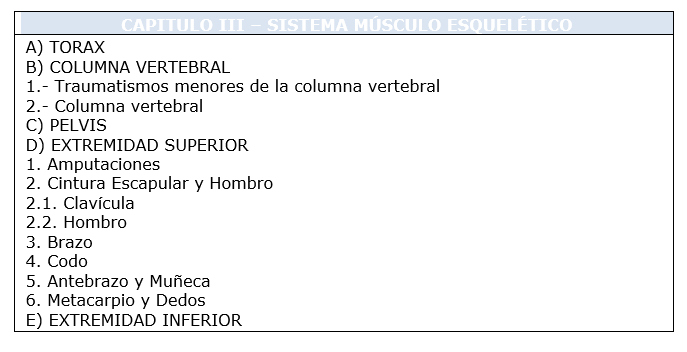 CAPITULO III – SISTEMA MÚSCULO ESQUELÉTICO
A) TORAX
B) COLUMNA VERTEBRAL
1.- Traumatismos menores de la columna vertebral
2.- Columna vertebral
C) PELVIS
D) EXTREMIDAD SUPERIOR
1. Amputaciones
2. Cintura Escapular y Hombro
2.1. Clavícula
2.2. Hombro
3. Brazo
4. Codo
5. Antebrazo y Muñeca
6. Metacarpio y Dedos
E) EXTREMIDAD INFERIOR